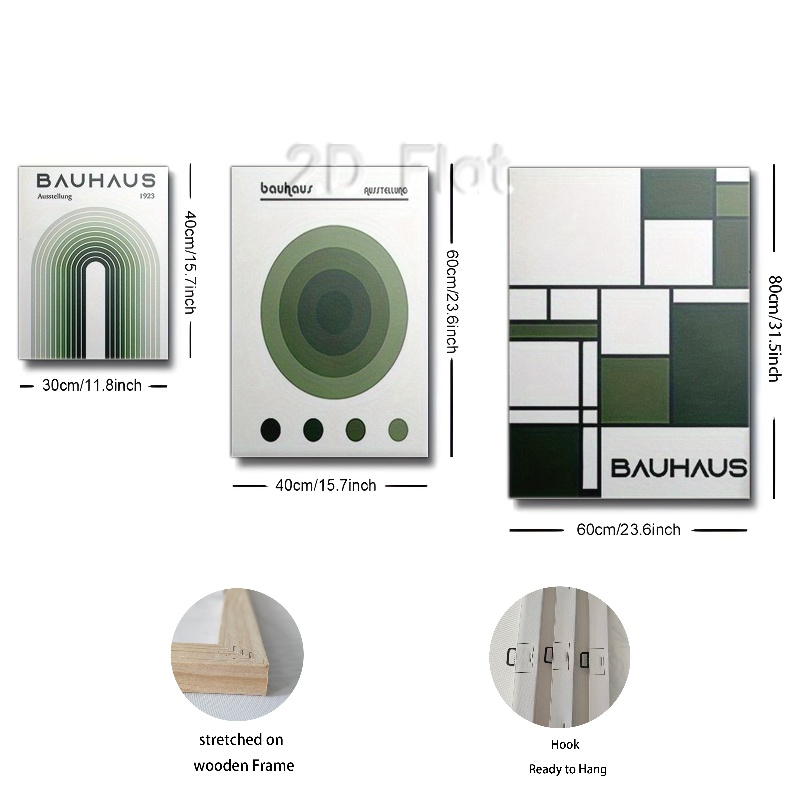 2D Flat
BAUHAUS
Ausstellung 1923
40cm/15.7inch
30cm/11.8inch
bauhaus AUSSTELLUNG
60cm/23.6inch
40cm/15.7inch
80cm/31.5inch
BAUHAUS
60cm/23.6inch
stretched on
wooden Frame
Hook
Ready to Hang